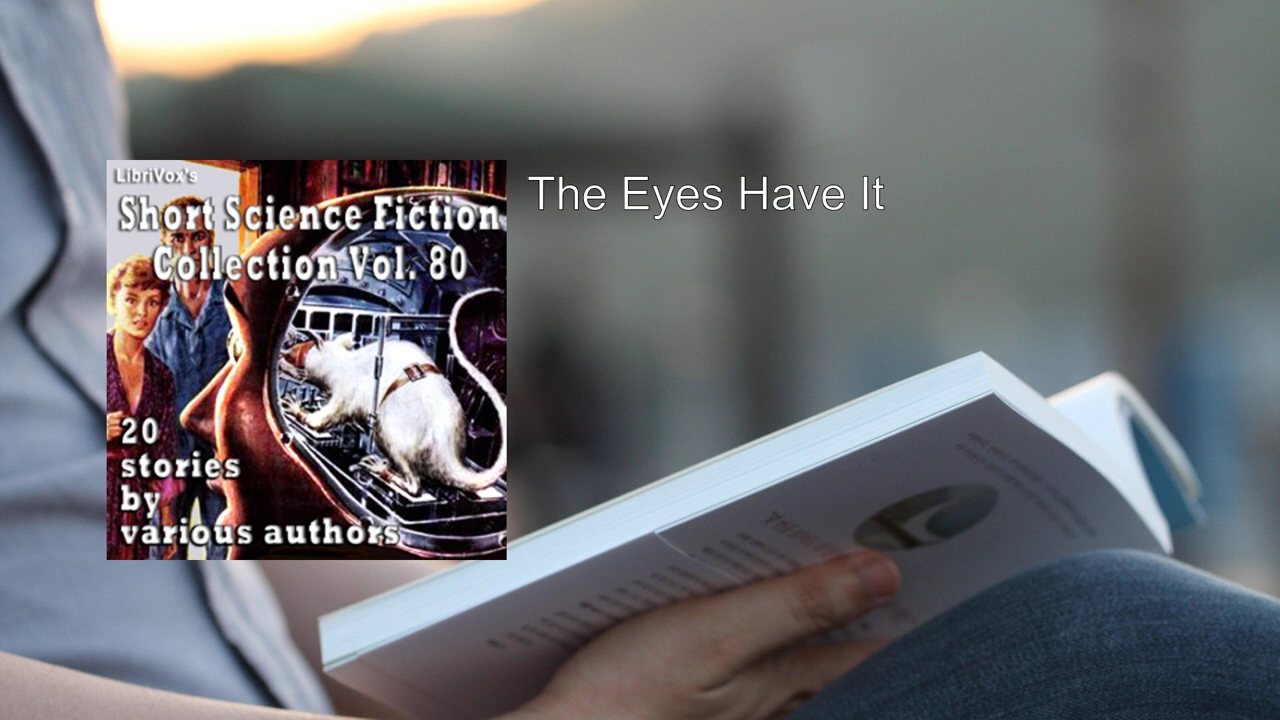 LibriVox's
Short Science Fiction
Collection Vol. 80
20
stories
by
various authors
The Eyes Have It